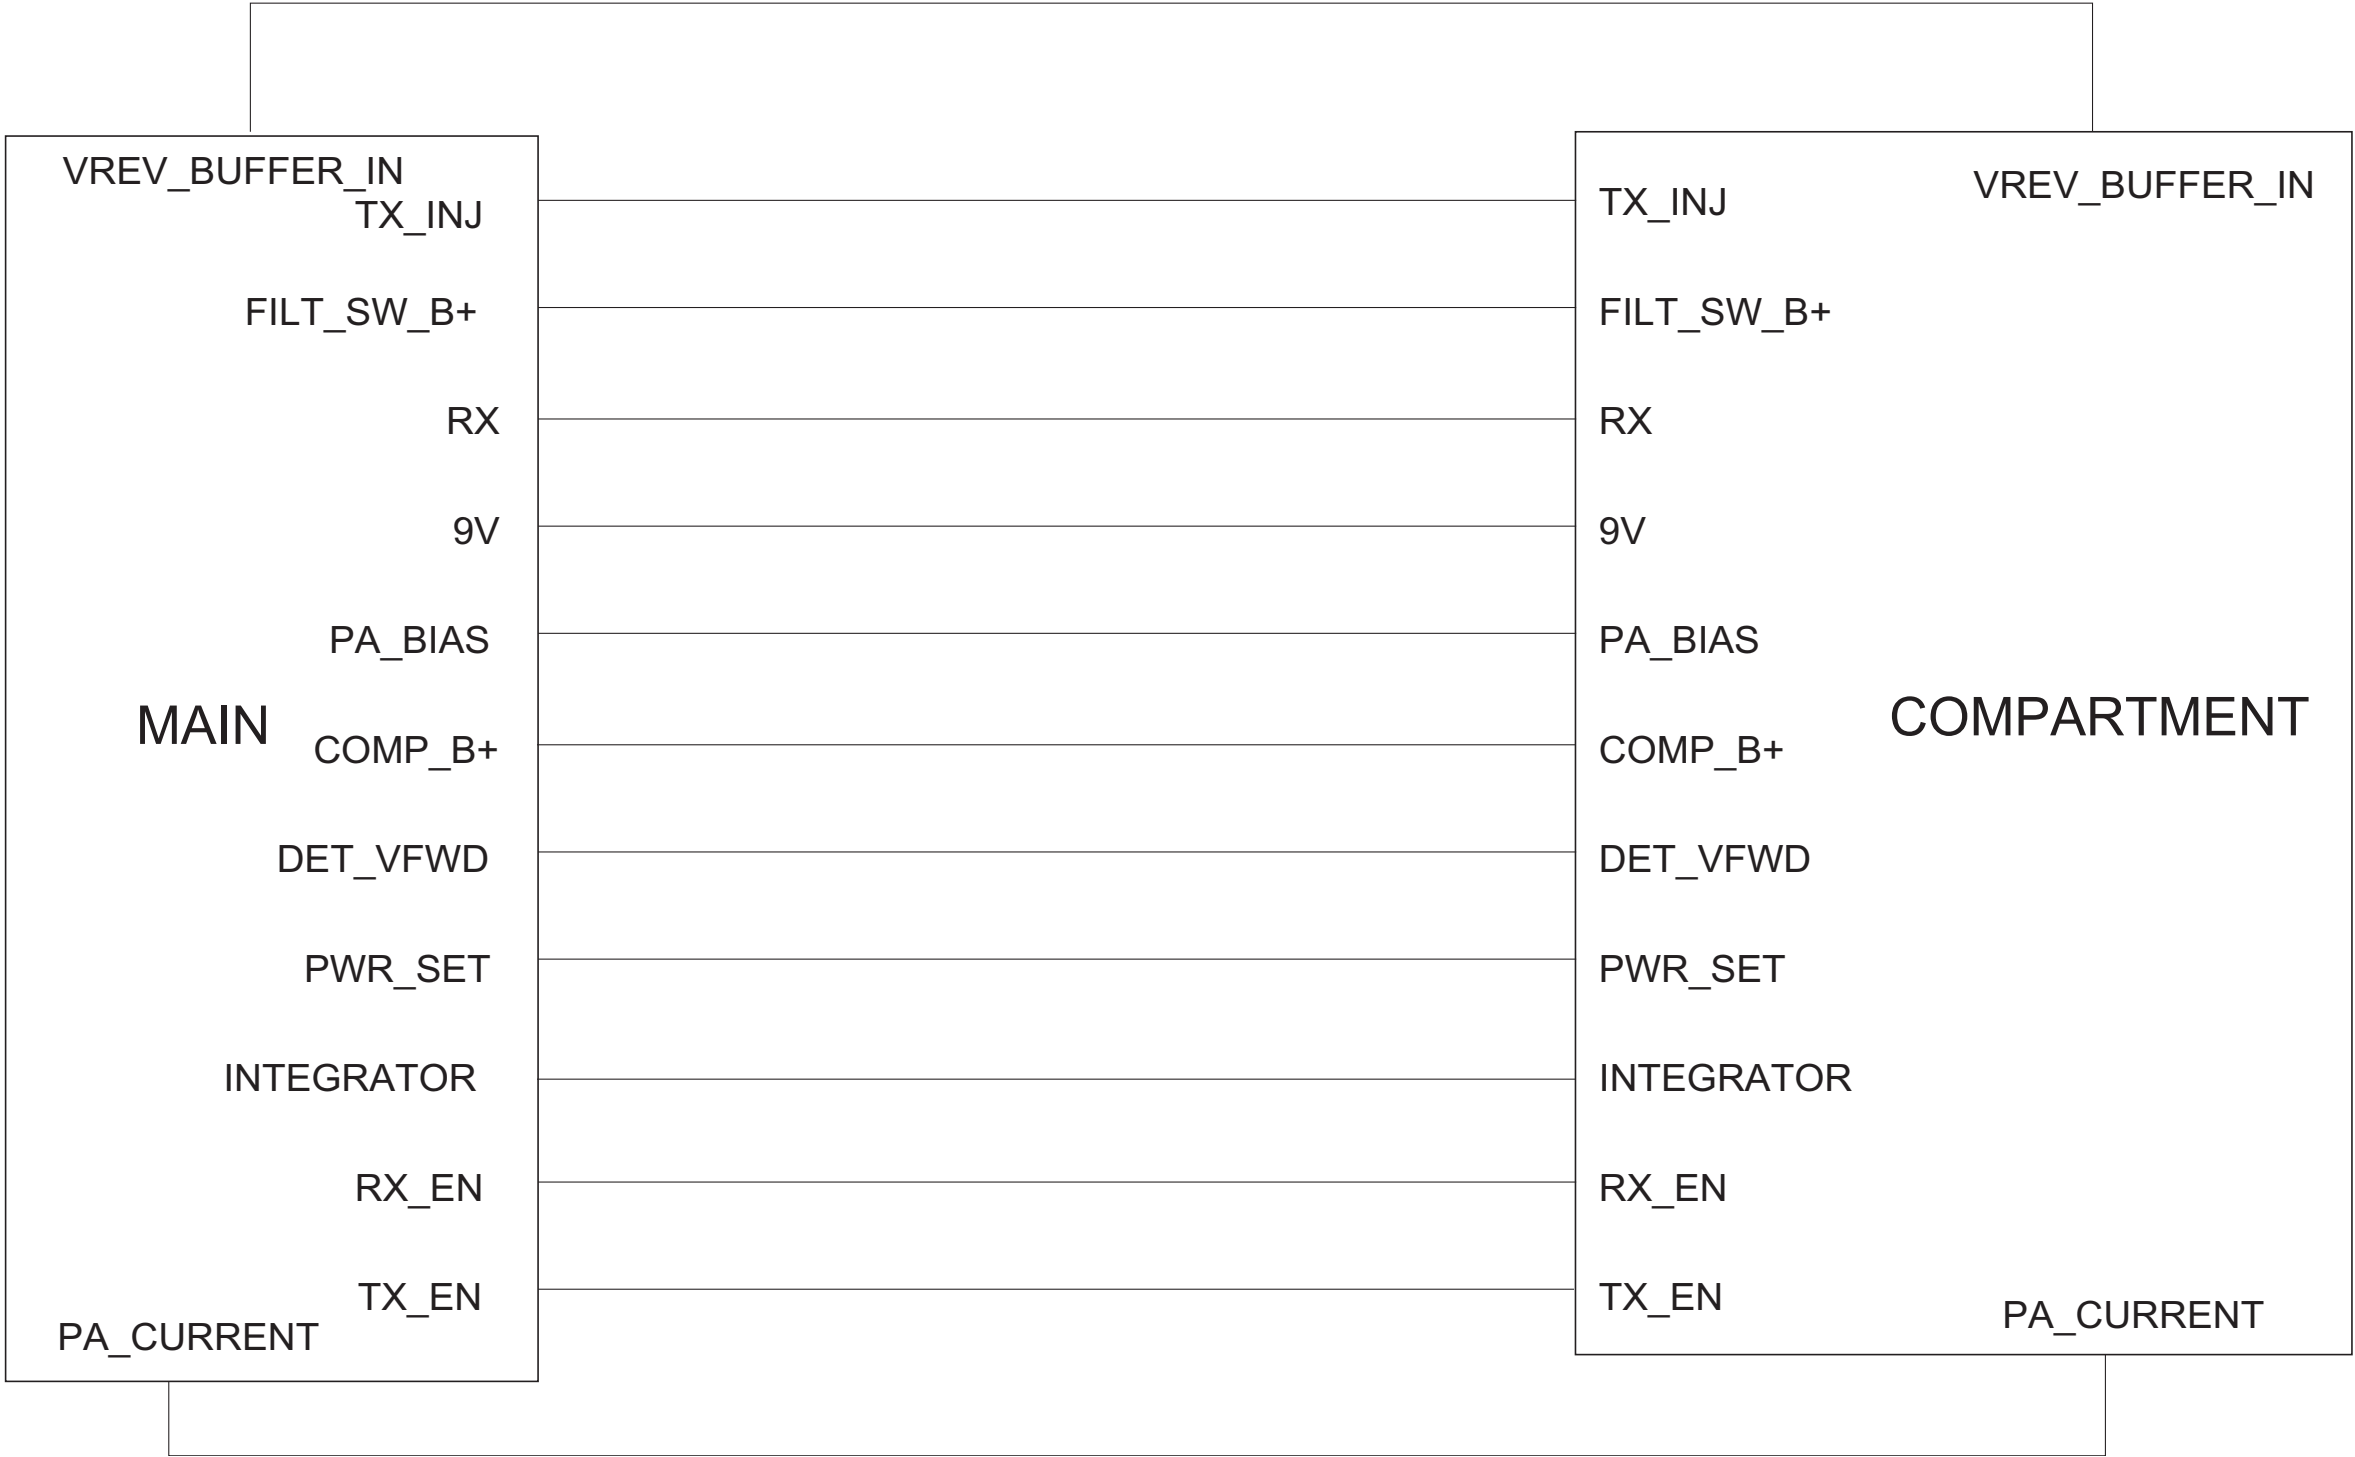 VREV_BUFFER_IN
TX_INJ
FILT_SW_B+
RX
9V
PA_BIAS
MAIN
COMP_B+
DET_VFWD
PWR_SET
INTEGRATOR
RX_EN
TX_EN
PA_CURRENT
VREV_BUFFER_IN
TX_INJ
FILT_SW_B+
RX
9V
PA_BIAS
COMPARTMENT
COMP_B+
DET_VFWD
PWR_SET
INTEGRATOR
RX_EN
TX_EN
PA_CURRENT